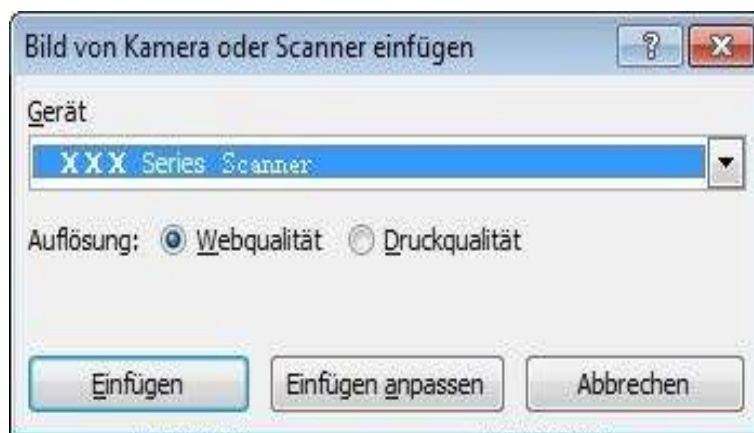 Bild von Kamera oder Scanner einfügen
Gerät
XXX Series Scanner
Auflösung: Webqualität Druckqualität
Einfügen Einfügen anpassen Abbrechen